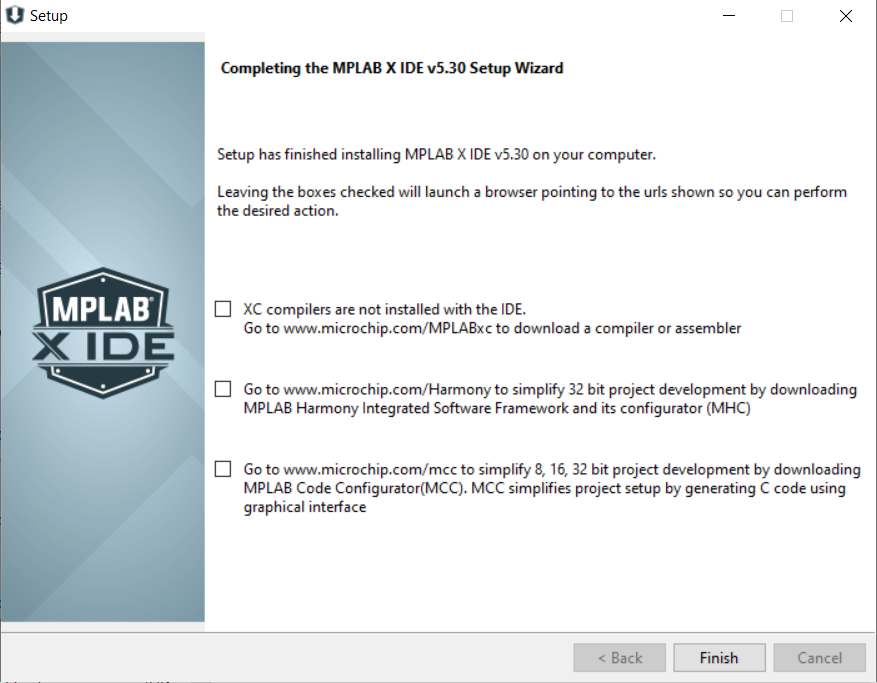 Setup
Completing the MPLAB X IDE v5.30 Setup Wizard
Setup has finished installing MPLAB X IDE v5.30 on your computer.
Leaving the boxes checked will launch a browser pointing to the urls shown so you can perform
the desired action.
MPLAB®
X IDE
XC compilers are not installed with the IDE.
Go to www.microchip.com/MPLABxc to download a compiler or assembler
Go to www.microchip.com/Harmony to simplify 32 bit project development by downloading
MPLAB Harmony Integrated Software Framework and its configurator (MHC)
Go to www.microchip.com/mcc to simplify 8, 16, 32 bit project development by downloading
MPLAB Code Configurator(MCC). MCC simplifies project setup by generating C code using
graphical interface
< Back
Finish
Cancel